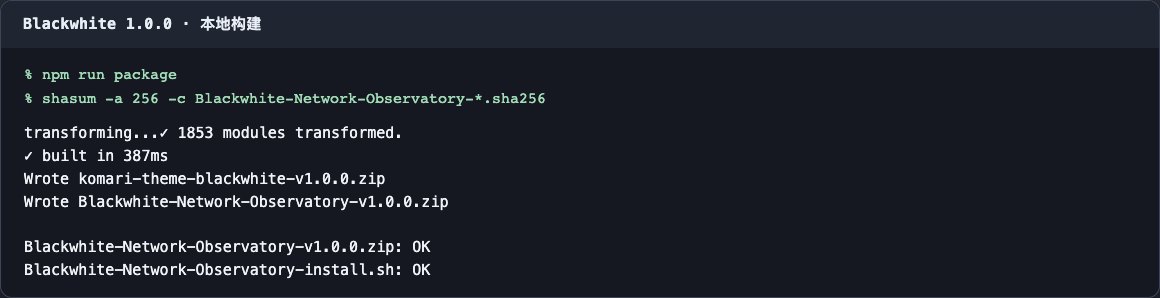 Blackwhite 1.0.0 · 本地构建
% npm run package
% shasum -a 256 -c Blackwhite-Network-Observatory-*.sha256
transforming...✓ 1853 modules transformed.
✓ built in 387ms
Wrote komari-theme-blackwhite-v1.0.0.zip
Wrote Blackwhite-Network-Observatory-v1.0.0.zip
Blackwhite-Network-Observatory-v1.0.0.zip: OK
Blackwhite-Network-Observatory-install.sh: OK